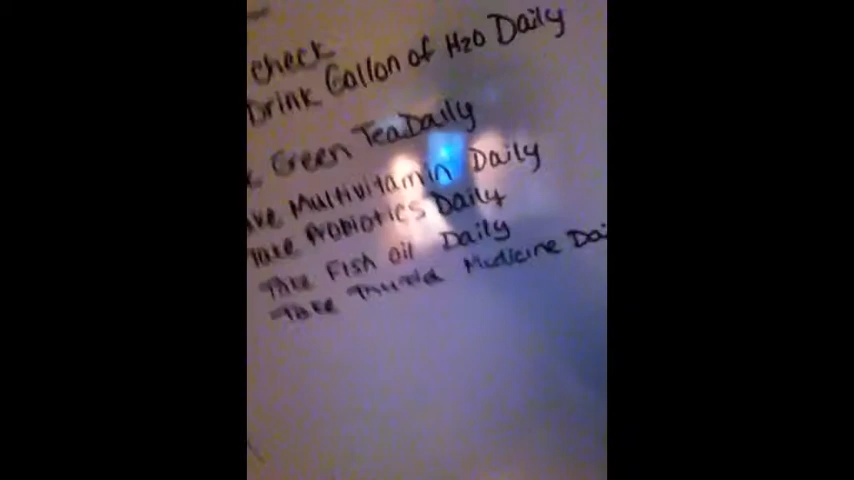 check
Drink Gallon of H2O Daily
Green Tea Daily
Multivitamin Daily
Take Probiotics Daily
Take Fish Oil Daily
Take Medicine